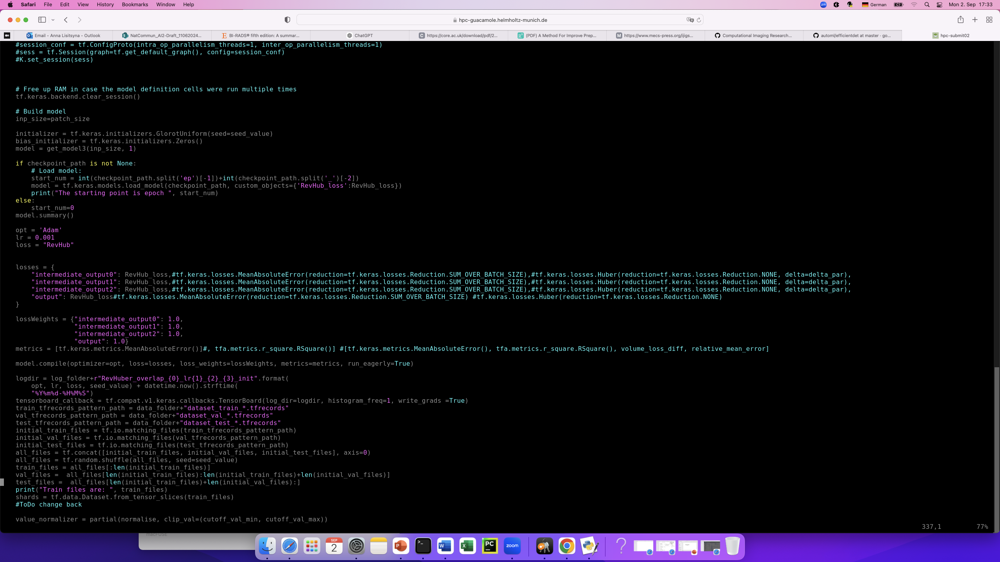 Safari File Edit View History Bookmarks Window Help zm German Mon 2. Sep 17:33
hpc-guacamole.helmholtz-munich.de
Email - Anna Lisitsyna - Outlook NatCommun_AI2-Draft_11062024... BI-RADS® fifth edition: A summar... ChatGPT https://core.ac.uk/download/pdf/2... (PDF) A Method For Improve Prep... https://www.mecs-press.org/ijigs... Computational Imaging Research... automl/efficientdet at master · go... hpc-submit02
#session_conf = tf.ConfigProto(intra_op_parallelism_threads=1, inter_op_parallelism_threads=1)
#sess = tf.Session(graph=tf.get_default_graph(), config=session_conf)
#K.set_session(sess)
# Free up RAM in case the model definition cells were run multiple times
tf.keras.backend.clear_session()
# Build model
inp_size=patch_size
initializer = tf.keras.initializers.GlorotUniform(seed=seed_value)
bias_initializer = tf.keras.initializers.Zeros()
model = get_model3(inp_size, 1)
if checkpoint_path is not None:
    # Load model:
    start_num = int(checkpoint_path.split('ep')[-1])+int(checkpoint_path.split('_')[-2])
    model = tf.keras.models.load_model(checkpoint_path, custom_objects={'RevHub_loss':RevHub_loss})
    print("The starting point is epoch ", start_num)
else:
    start_num=0
model.summary()
opt = 'Adam'
lr = 0.001
loss = "RevHub"
losses = {
    "intermediate_output0": RevHub_loss,#tf.keras.losses.MeanAbsoluteError(reduction=tf.keras.losses.Reduction.SUM_OVER_BATCH_SIZE),#tf.keras.losses.Huber(reduction=tf.keras.losses.Reduction.NONE, delta=delta_par),
    "intermediate_output1": RevHub_loss,#tf.keras.losses.MeanAbsoluteError(reduction=tf.keras.losses.Reduction.SUM_OVER_BATCH_SIZE),#tf.keras.losses.Huber(reduction=tf.keras.losses.Reduction.NONE, delta=delta_par),
    "intermediate_output2": RevHub_loss,#tf.keras.losses.MeanAbsoluteError(reduction=tf.keras.losses.Reduction.SUM_OVER_BATCH_SIZE),#tf.keras.losses.Huber(reduction=tf.keras.losses.Reduction.NONE, delta=delta_par),
    "output": RevHub_loss#tf.keras.losses.MeanAbsoluteError(reduction=tf.keras.losses.Reduction.SUM_OVER_BATCH_SIZE) #tf.keras.losses.Huber(reduction=tf.keras.losses.Reduction.NONE)
}
lossWeights = {"intermediate_output0": 1.0,
               "intermediate_output1": 1.0,
               "intermediate_output2": 1.0,
               "output": 1.0}
metrics = [tf.keras.metrics.MeanAbsoluteError()]#, tfa.metrics.r_square.RSquare()] #[tf.keras.metrics.MeanAbsoluteError(), tfa.metrics.r_square.RSquare(), volume_loss_diff, relative_mean_error]
model.compile(optimizer=opt, loss=losses, loss_weights=lossWeights, metrics=metrics, run_eagerly=True)
logdir = log_folder+r"RevHuber_overlap_{0}_lr{1}_{2}_{3}_init".format(
    opt, lr, loss, seed_value) + datetime.now().strftime(
    "%Y%m%d-%H%M%S")
tensorboard_callback = tf.compat.v1.keras.callbacks.TensorBoard(log_dir=logdir, histogram_freq=1, write_grads =True)
train_tfrecords_pattern_path = data_folder+"dataset_train_*.tfrecords"
val_tfrecords_pattern_path = data_folder+"dataset_val_*.tfrecords"
test_tfrecords_pattern_path = data_folder+"dataset_test_*.tfrecords"
initial_train_files = tf.io.matching_files(train_tfrecords_pattern_path)
initial_val_files = tf.io.matching_files(val_tfrecords_pattern_path)
initial_test_files = tf.io.matching_files(test_tfrecords_pattern_path)
all_files = tf.concat([initial_train_files, initial_val_files, initial_test_files], axis=0)
all_files = tf.random.shuffle(all_files, seed=seed_value)
train_files = all_files[:len(initial_train_files)]
val_files =  all_files[len(initial_train_files):len(initial_train_files)+len(initial_val_files)]
test_files =  all_files[len(initial_train_files)+len(initial_val_files):]
print("Train files are: ", train_files)
shards = tf.data.Dataset.from_tensor_slices(train_files)
#ToDo change back
value_normalizer = partial(normalise, clip_val=(cutoff_val_min, cutoff_val_max))
337,1 77%
macFUSE
SEP
2
PC
zoom